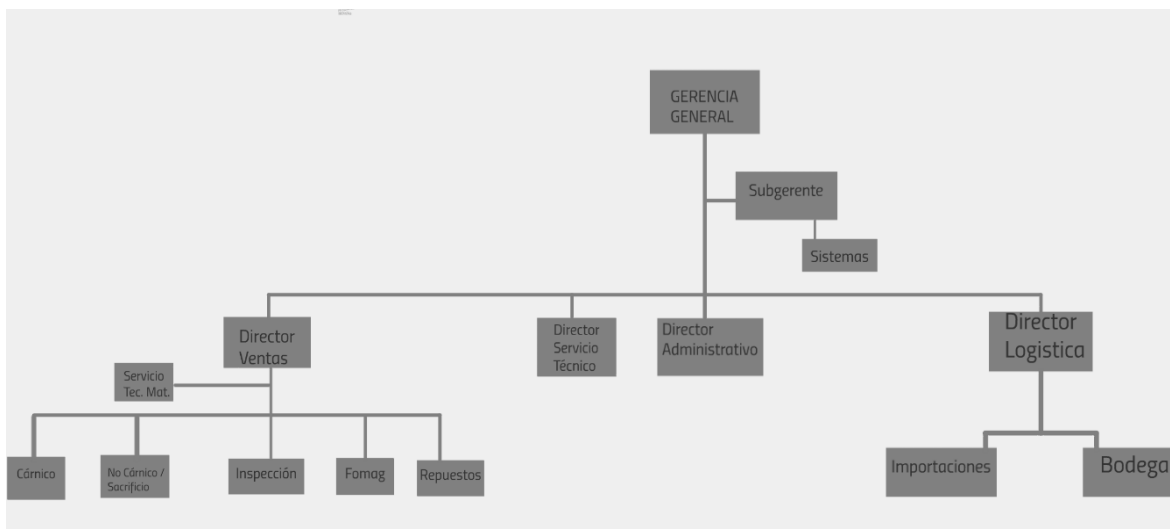 GERENCIA
GENERAL
Subgerente
Sistemas
Director
Ventas
Director
Servicio
Técnico
Director
Administrativo
Director
Logistica
Servicio
Tec. Mat.
Cárnico
No Cárnico /
Sacrificio
Inspección
Fomag
Repuestos
Importaciones
Bodega